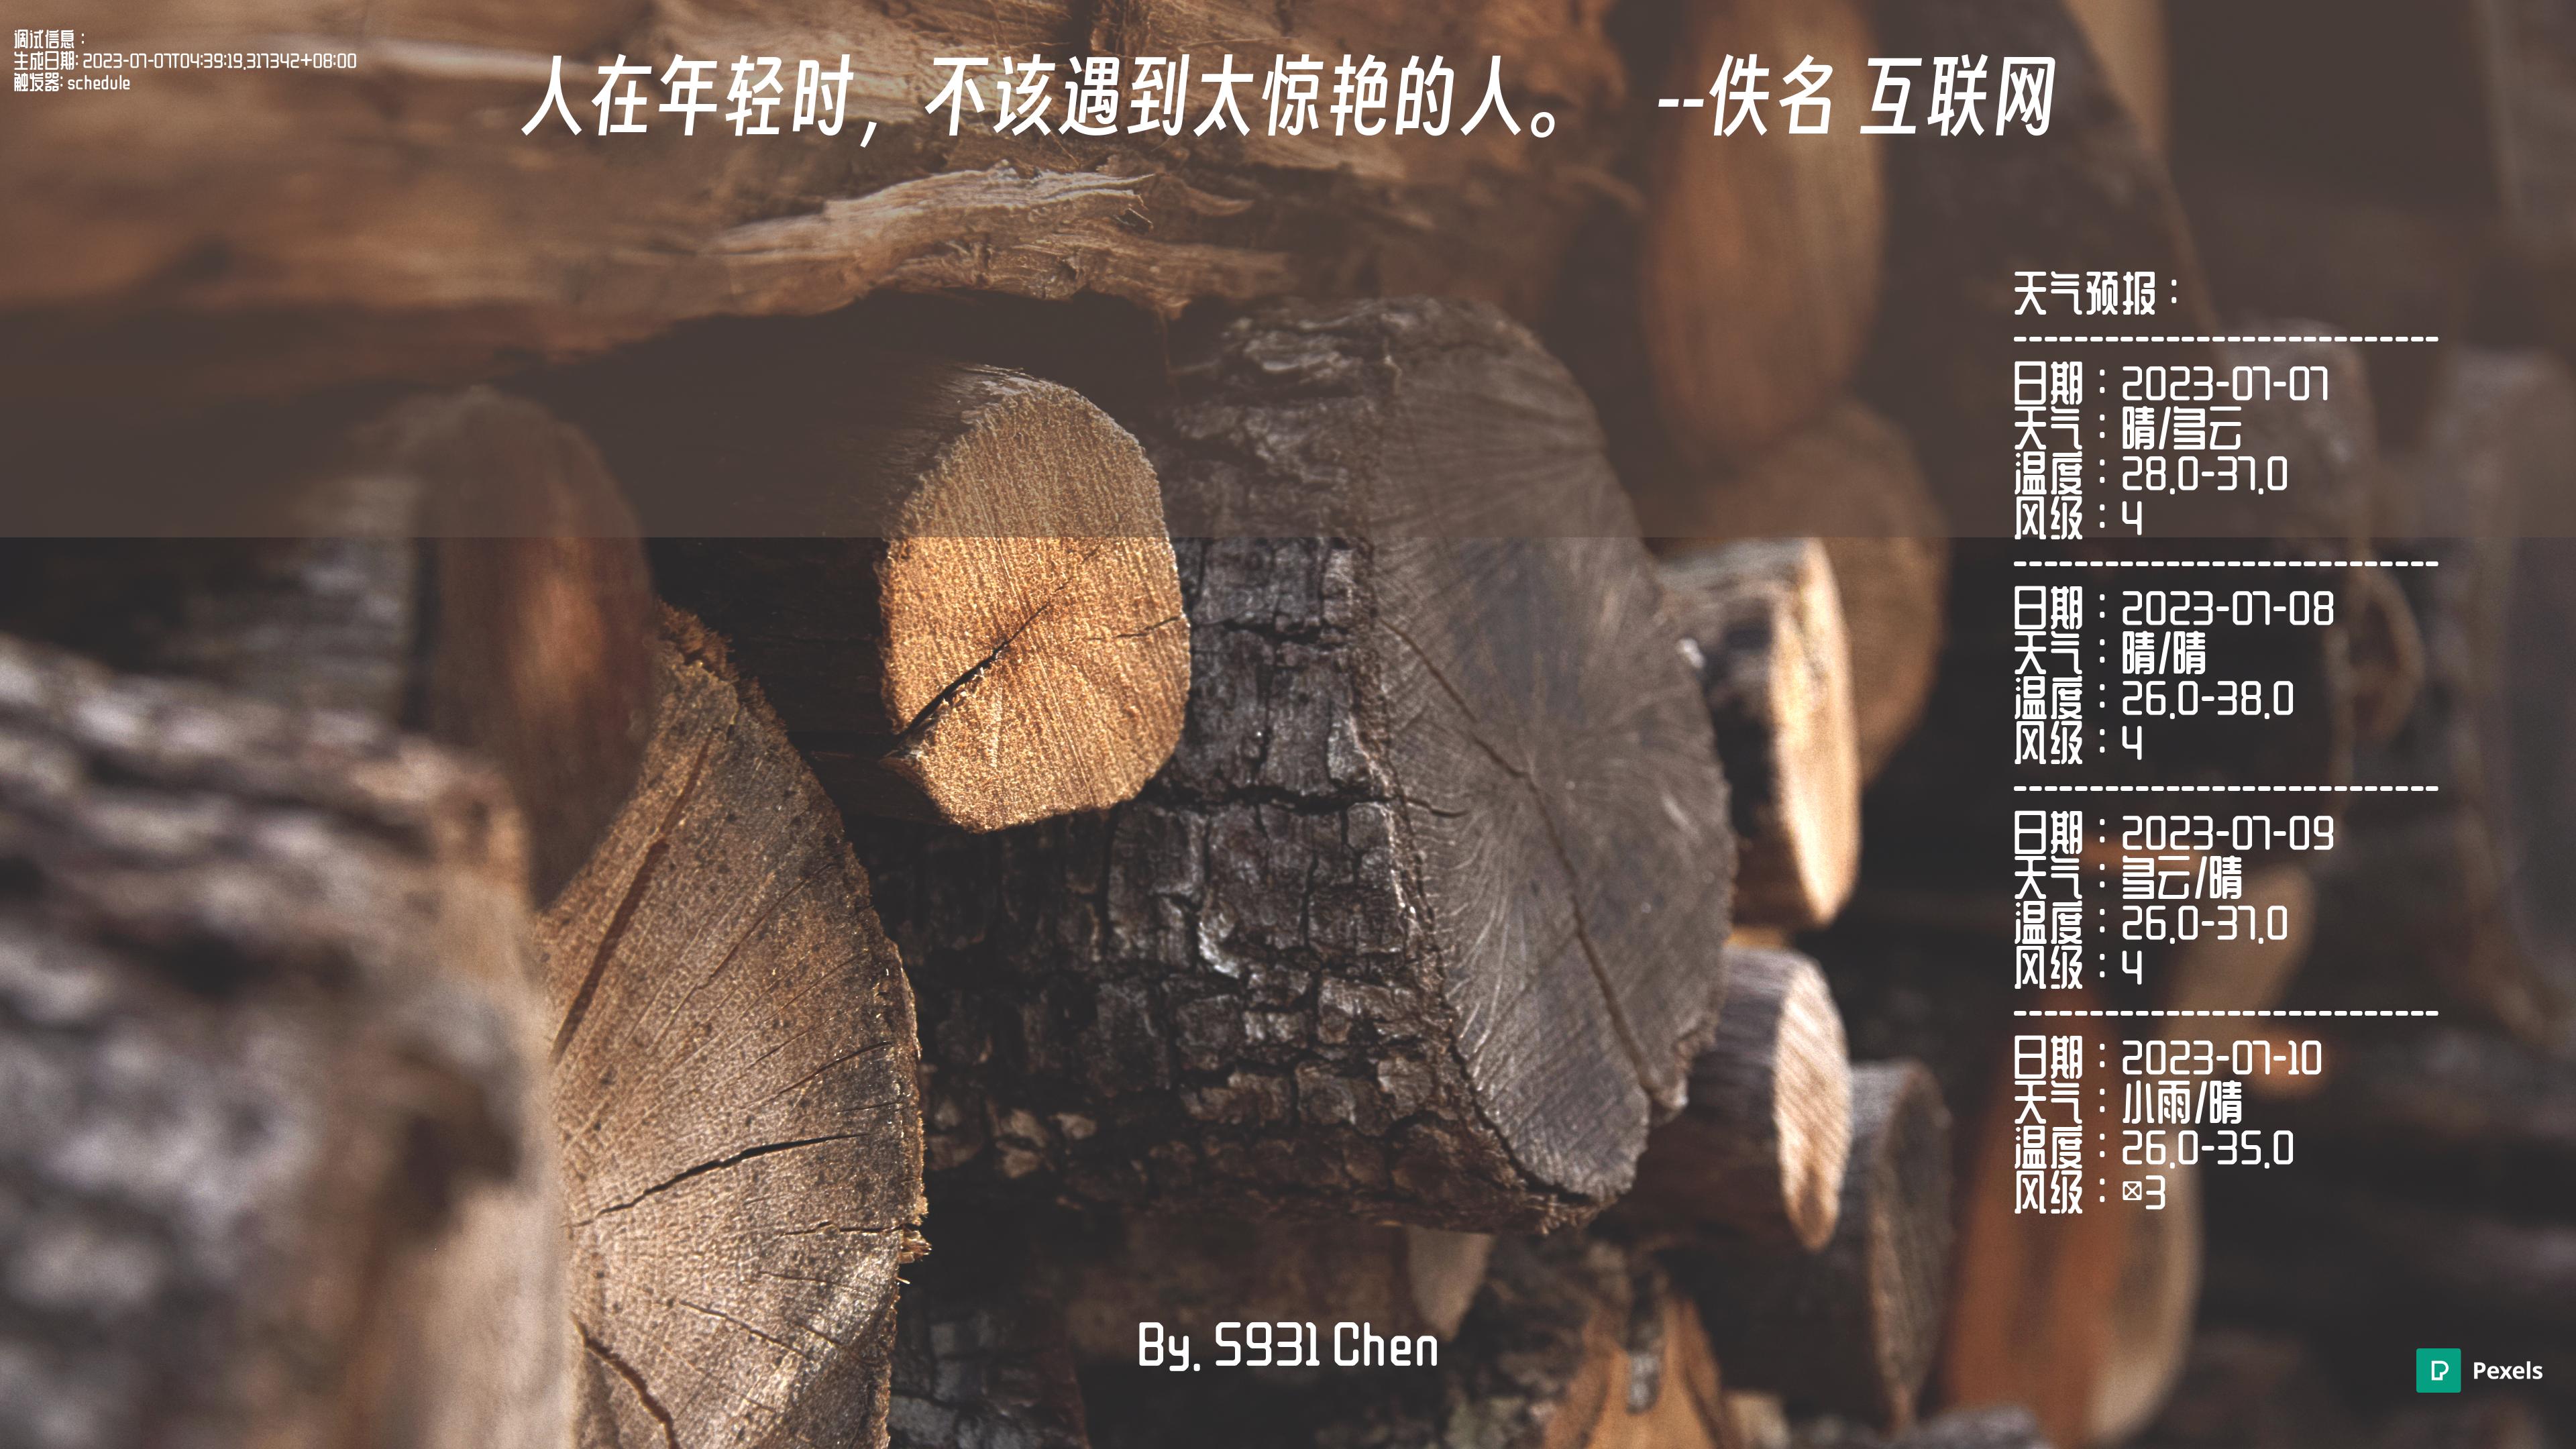 调试信息：
生成日期: 2023-07-07T04:39:19.317342+08:00
触发器: schedule
人在年轻时，不该遇到太惊艳的人。 --佚名 互联网
天气预报：
----------------------------
日期：2023-07-07
天气：晴/多云
温度：28.0-37.0
风级：4
----------------------------
日期：2023-07-08
天气：晴/晴
温度：26.0-38.0
风级：4
----------------------------
日期：2023-07-09
天气：多云/晴
温度：26.0-37.0
风级：4
----------------------------
日期：2023-07-10
天气：小雨/晴
温度：26.0-35.0
风级：☒3
By. S931 Chen
Pexels